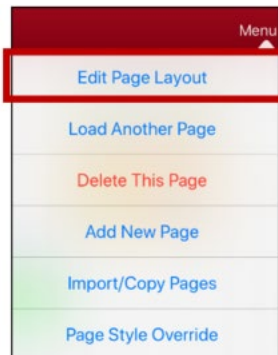 Menu
Edit Page Layout
Load Another Page
Delete This Page
Add New Page
Import/Copy Pages
Page Style Override